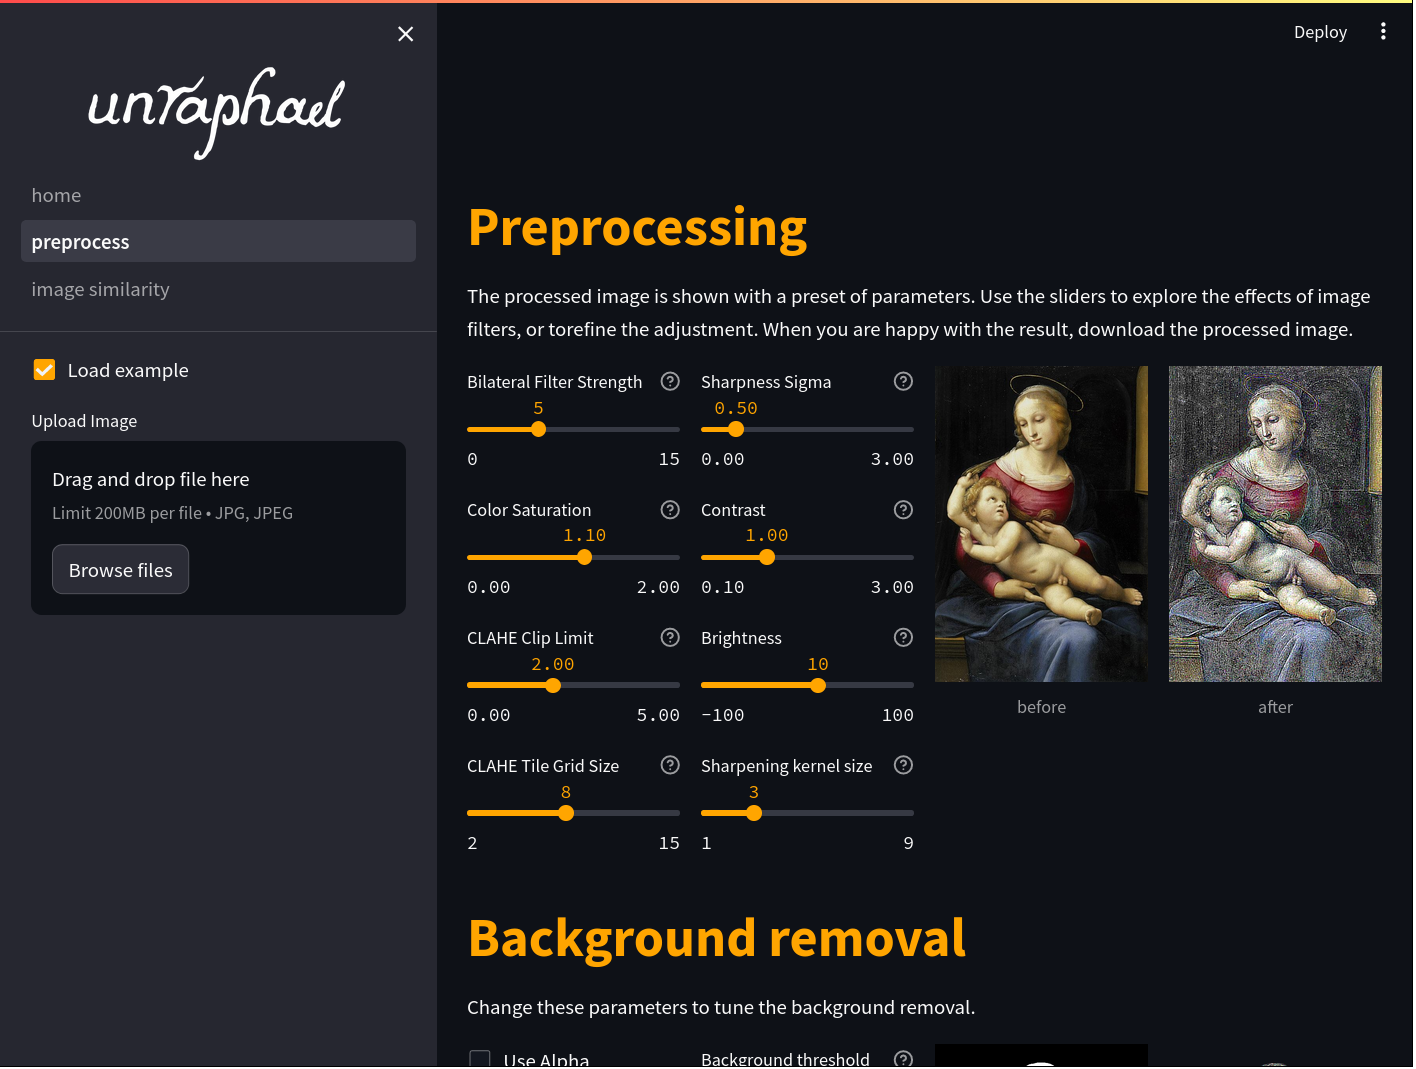 Deploy
unraphael
home
preprocess
image similarity
Load example
Upload Image
Drag and drop file here
Limit 200MB per file • JPG, JPEG
Browse files
Preprocessing
The processed image is shown with a preset of parameters. Use the sliders to explore the effects of image
filters, or torefine the adjustment. When you are happy with the result, download the processed image.
Bilateral Filter Strength
5
0 15
Sharpness Sigma
0.50
0.00 3.00
Color Saturation
1.10
0.00 2.00
Contrast
1.00
0.10 3.00
CLAHE Clip Limit
2.00
0.00 5.00
Brightness
10
−100 100
CLAHE Tile Grid Size
8
2 15
Sharpening kernel size
3
1 9
before
after
Background removal
Change these parameters to tune the background removal.
Use Alpha
Background threshold